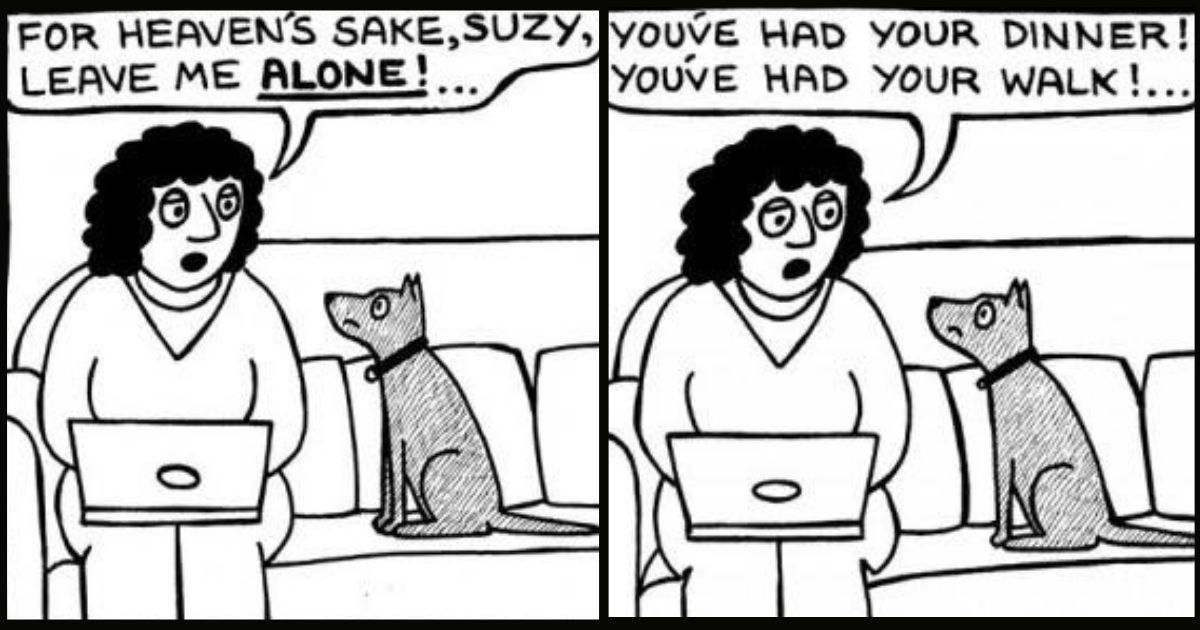 FOR HEAVEN'S SAKE, SUZY,
LEAVE ME ALONE!...
YOU'VE HAD YOUR DINNER!
YOU'VE HAD YOUR WALK!...